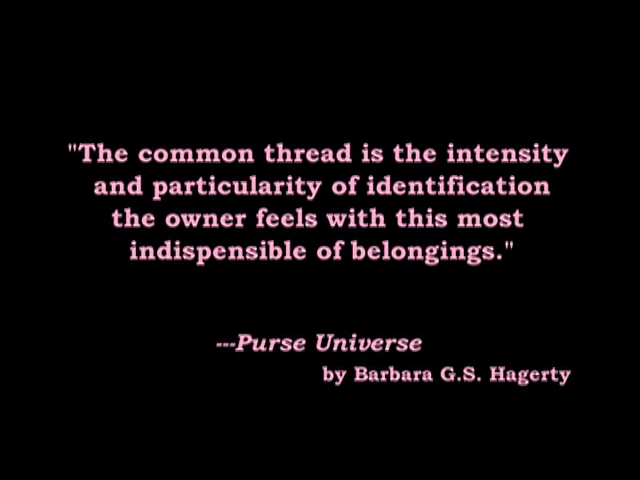 "The common thread is the intensity
and particularity of identification
the owner feels with this most
indispensible of belongings."
---Purse Universe
by Barbara G.S. Hagerty